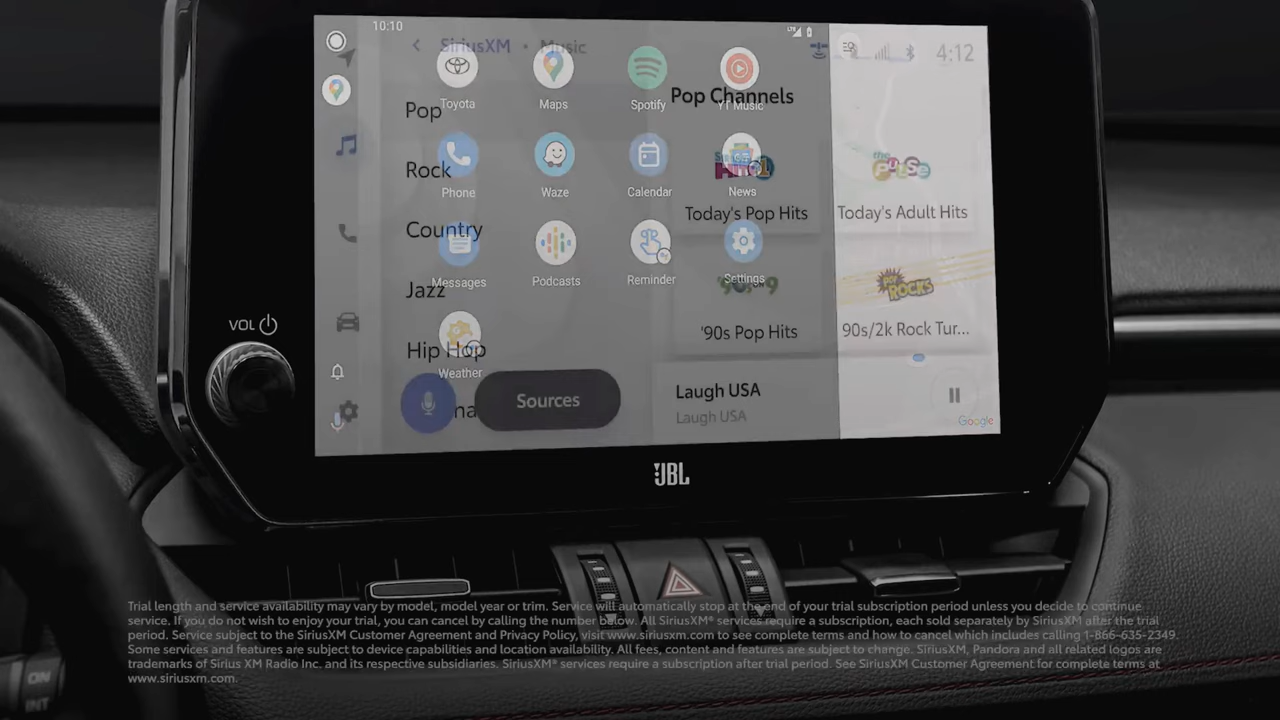 10:10
LTE
SiriusXM • Music
4:12
Toyota
Maps
Spotify
YT Music
Pop Channels
Pop
Rock
Phone
Waze
Calendar
News
Today's Pop Hits
Today's Adult Hits
the pulse
Country
Messages
Podcasts
Reminder
Settings
Jazz
'90s Pop Hits
POP ROCKS
90s/2k Rock Tur...
Hip Hop
Weather
Sources
Laugh USA
Laugh USA
Google
VOL
JBL
ON
INT
Trial length and service availability may vary by model, model year or trim. Service will automatically stop at the end of your trial subscription period unless you decide to continue
service. If you do not wish to enjoy your trial, you can cancel by calling the number below. All SiriusXM® services require a subscription, each sold separately by SiriusXM after the trial
period. Service subject to the SiriusXM Customer Agreement and Privacy Policy, visit www.siriusxm.com to see complete terms and how to cancel which includes calling 1-866-635-2349.
Some services and features are subject to device capabilities and location availability. All fees, content and features are subject to change. SiriusXM, Pandora and all related logos are
trademarks of Sirius XM Radio Inc. and its respective subsidiaries. SiriusXM® services require a subscription after trial period. See SiriusXM Customer Agreement for complete terms at
www.siriusxm.com.